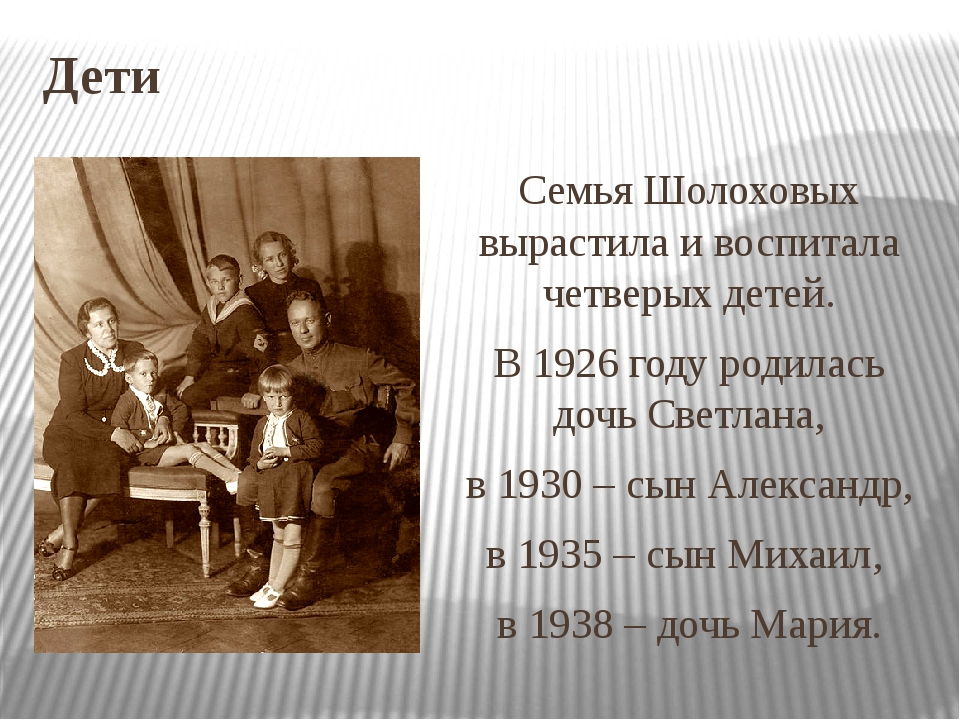 Дети
Семья Шолоховых
вырастила и воспитала
четверых детей.
В 1926 году родилась
дочь Светлана,
в 1930 – сын Александр,
в 1935 – сын Михаил,
в 1938 – дочь Мария.